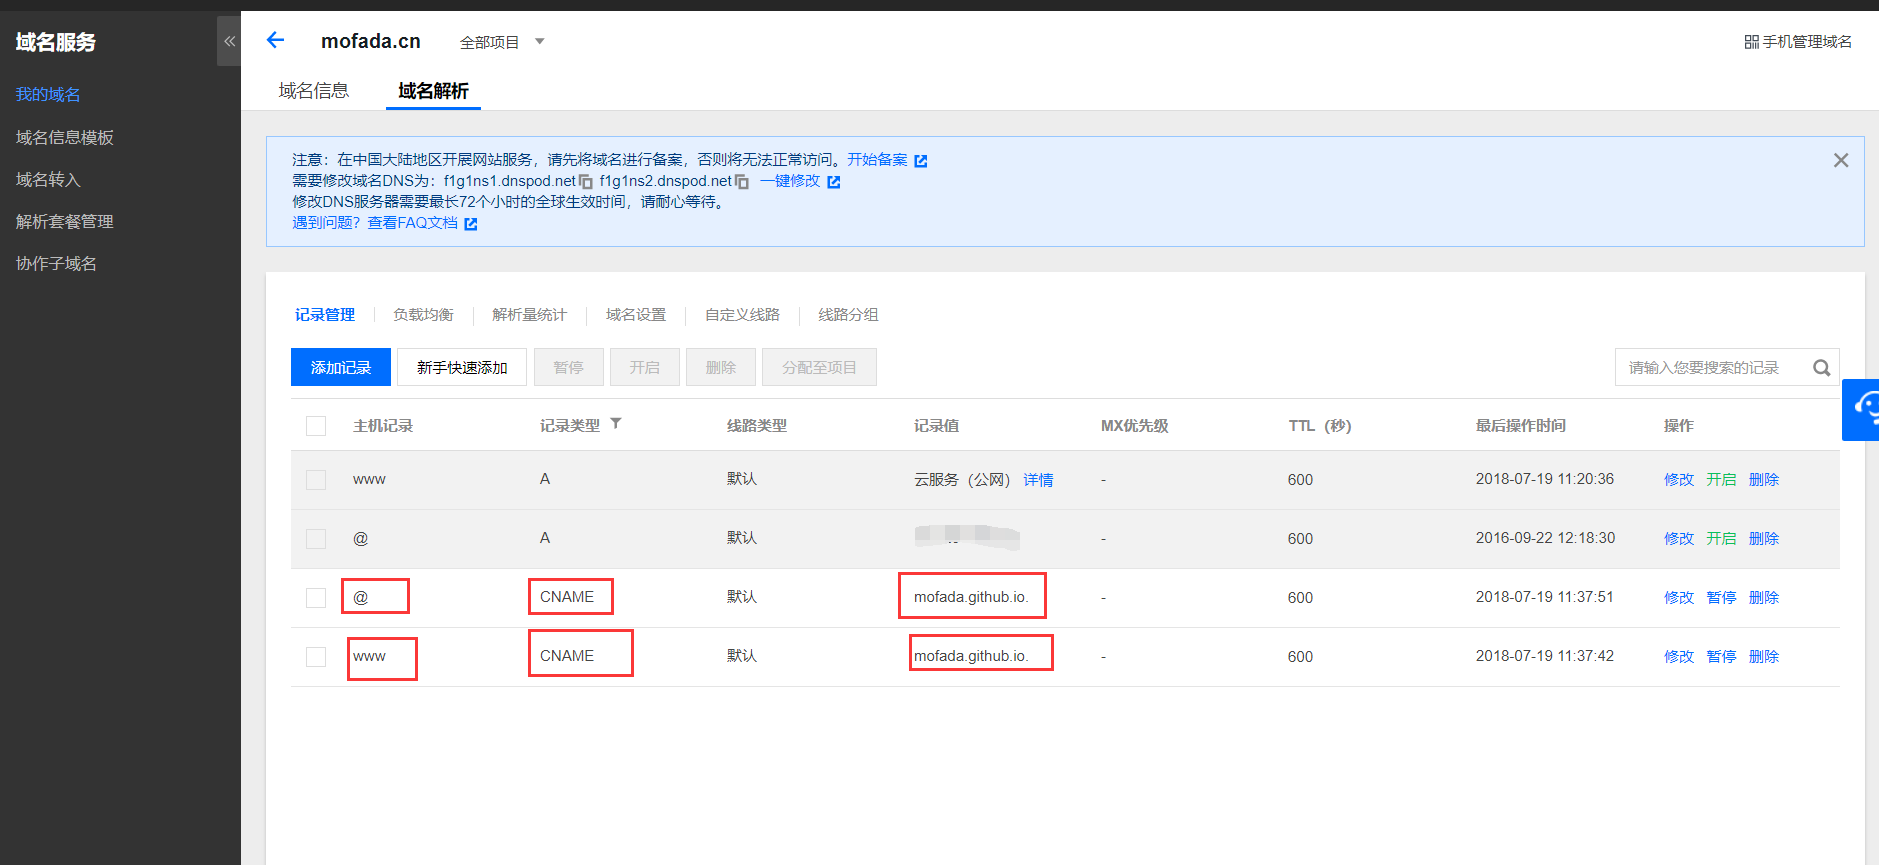 域名服务
我的域名
域名信息模板
域名转入
解析套餐管理
协作子域名
mofada.cn 全部项目
手机管理域名
域名信息 域名解析
注意：在中国大陆地区开展网站服务，请先将域名进行备案，否则将无法正常访问。开始备案
需要修改域名DNS为：f1g1ns1.dnspod.net f1g1ns2.dnspod.net 一键修改
修改DNS服务器需要最长72个小时的全球生效时间，请耐心等待。
遇到问题？查看FAQ文档
记录管理 负载均衡 解析量统计 域名设置 自定义线路 线路分组
添加记录 新手快速添加 暂停 开启 删除 分配至项目 请输入您要搜索的记录
主机记录 记录类型 线路类型 记录值 MX优先级 TTL（秒） 最后操作时间 操作
www A 默认 云服务（公网） 详情 - 600 2018-07-19 11:20:36 修改 开启 删除
@ A 默认 - 600 2016-09-22 12:18:30 修改 开启 删除
@ CNAME 默认 mofada.github.io. - 600 2018-07-19 11:37:51 修改 暂停 删除
www CNAME 默认 mofada.github.io. - 600 2018-07-19 11:37:42 修改 暂停 删除